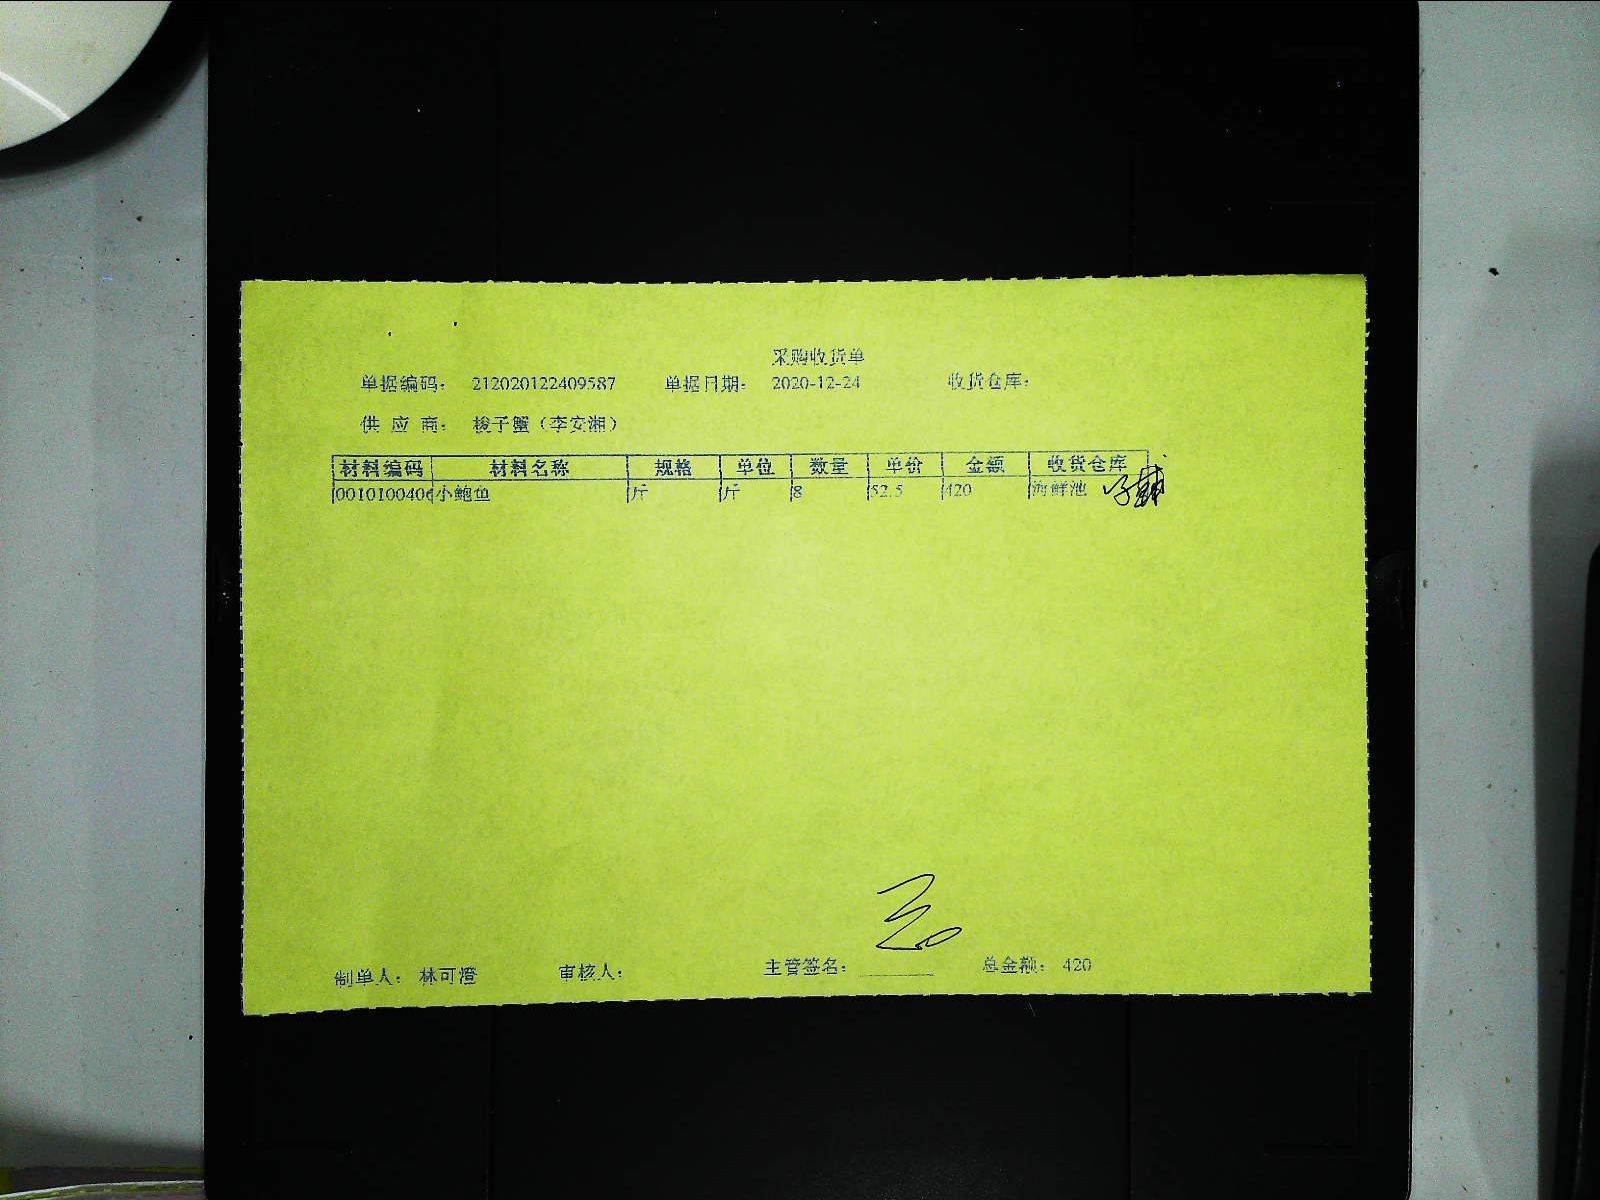 采购收货单
单据编码： 212020122409587 单据日期： 2020-12-24 收货仓库：
供 应 商： 梭子蟹（李安湘）
材料编码 材料名称 规格 单位 数量 单价 金额 收货仓库
0010100406 小鲍鱼 斤 斤 8 52.5 420 海鲜池
制单人： 林可澄 审核人： 主管签名： 总金额： 420